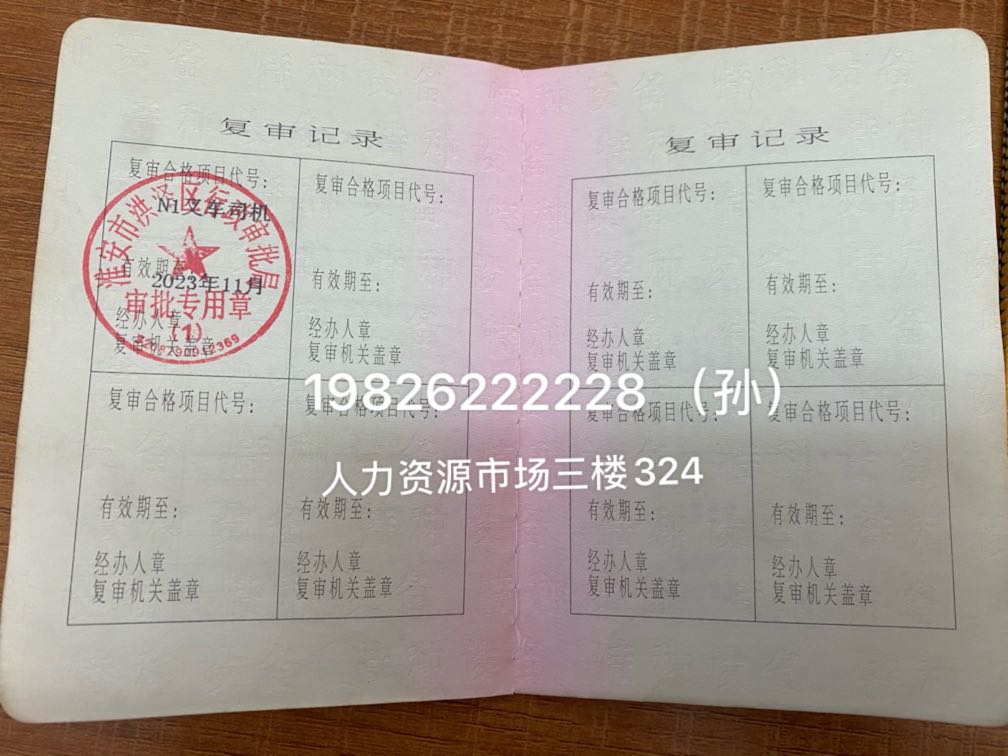 复审记录
复审合格项目代号：
N1叉车司机
有效期至：
2023年11月
经办人章
复审机关盖章
淮安市洪泽区行政审批局
审批专用章
(1)
复审合格项目代号：
有效期至：
经办人章
复审机关盖章
复审合格项目代号：
有效期至：
经办人章
复审机关盖章
复审合格项目代号：
有效期至：
经办人章
复审机关盖章
复审记录
复审合格项目代号：
有效期至：
经办人章
复审机关盖章
复审合格项目代号：
有效期至：
经办人章
复审机关盖章
复审合格项目代号：
有效期至：
经办人章
复审机关盖章
复审合格项目代号：
有效期至：
经办人章
复审机关盖章
19826222228（孙）
人力资源市场三楼324